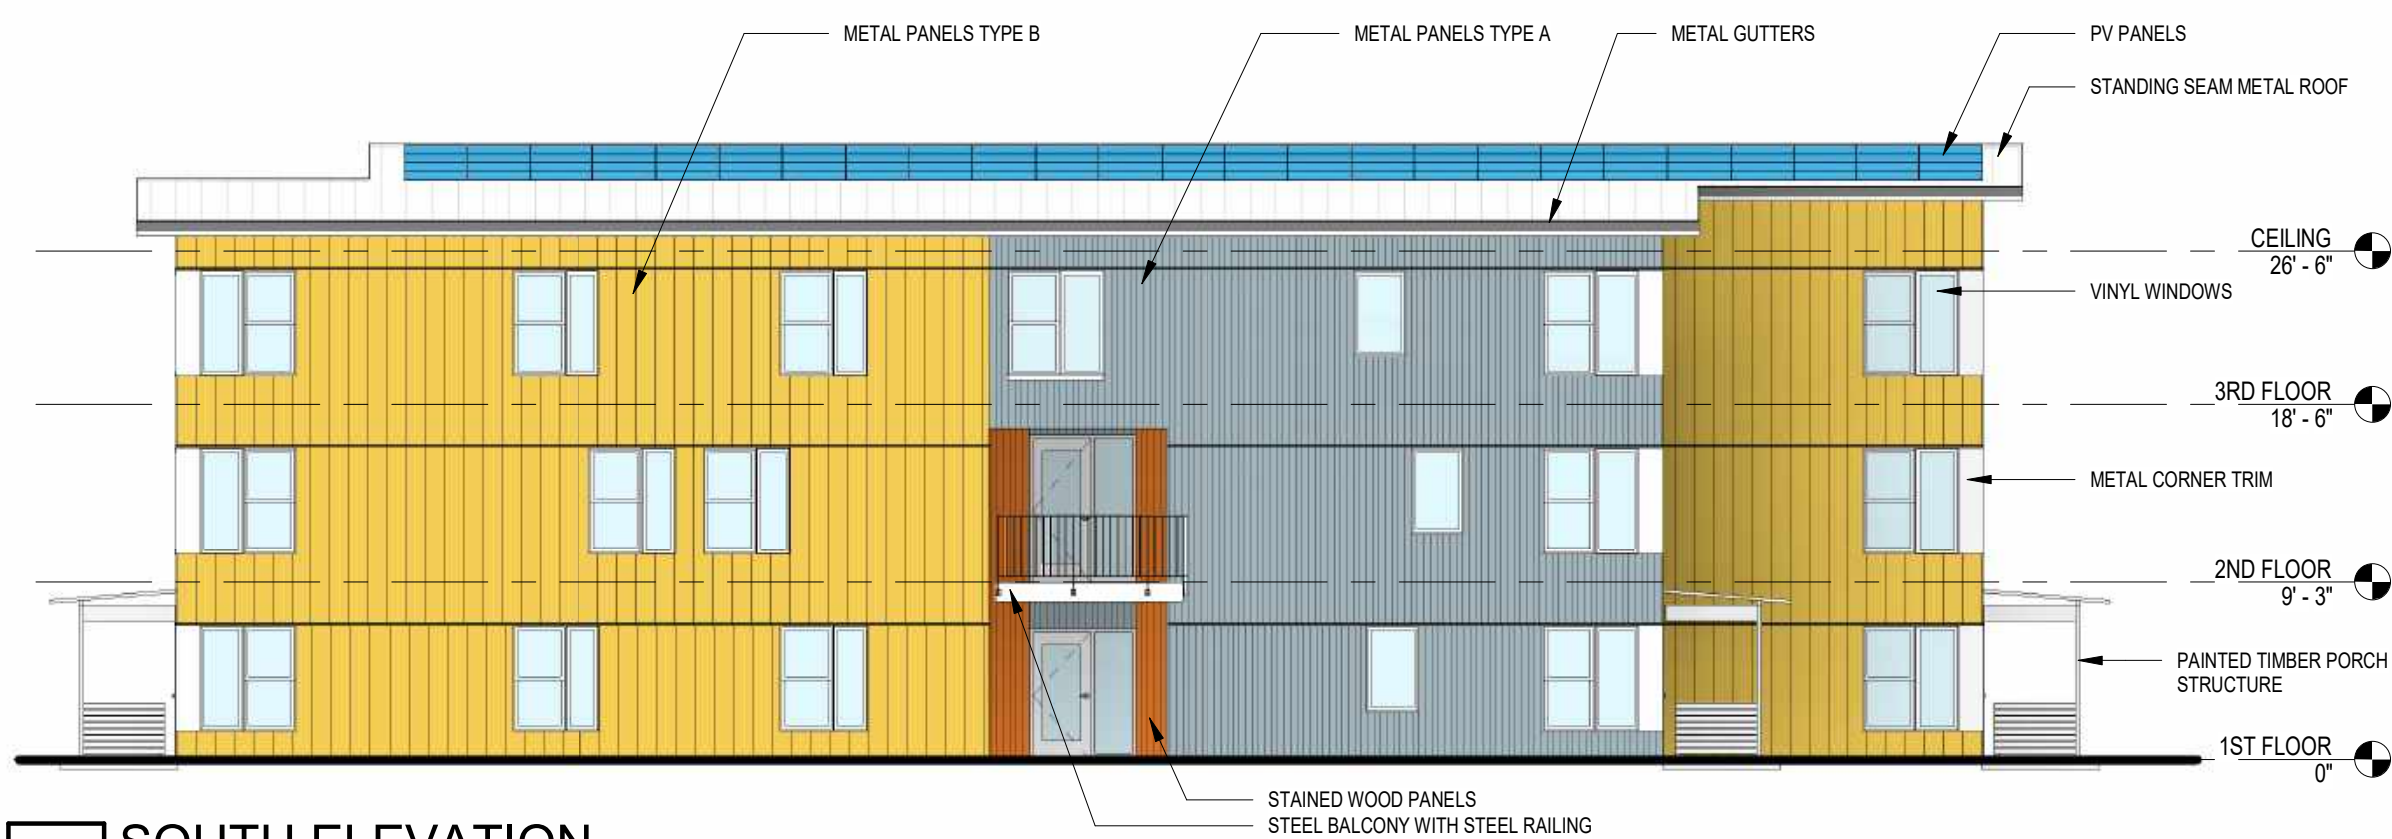 METAL PANELS TYPE B
METAL PANELS TYPE A
METAL GUTTERS
PV PANELS
STANDING SEAM METAL ROOF
CEILING
26' - 6"
VINYL WINDOWS
3RD FLOOR
18' - 6"
METAL CORNER TRIM
2ND FLOOR
9' - 3"
PAINTED TIMBER PORCH
STRUCTURE
1ST FLOOR
0"
STAINED WOOD PANELS
STEEL BALCONY WITH STEEL RAILING
SOUTH ELEVATION